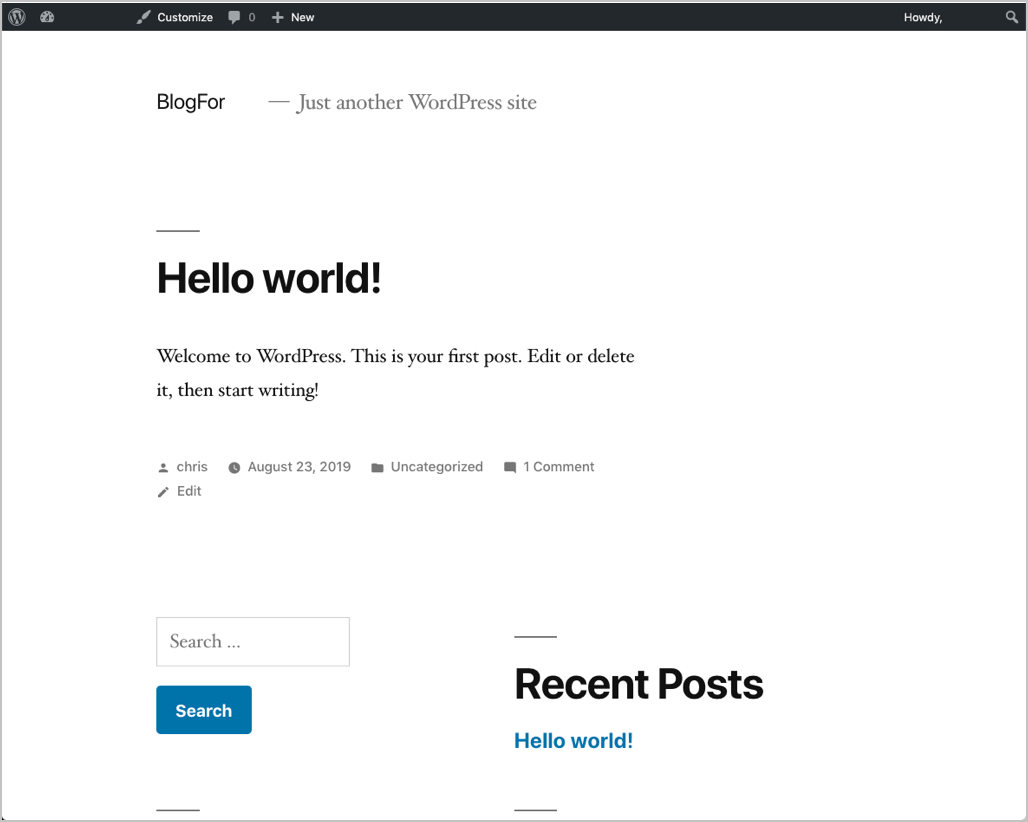 Customize 0 New Howdy,
BlogFor — Just another WordPress site
Hello world!
Welcome to WordPress. This is your first post. Edit or delete
it, then start writing!
chris August 23, 2019 Uncategorized 1 Comment
Edit
Search ...
Search
Recent Posts
Hello world!